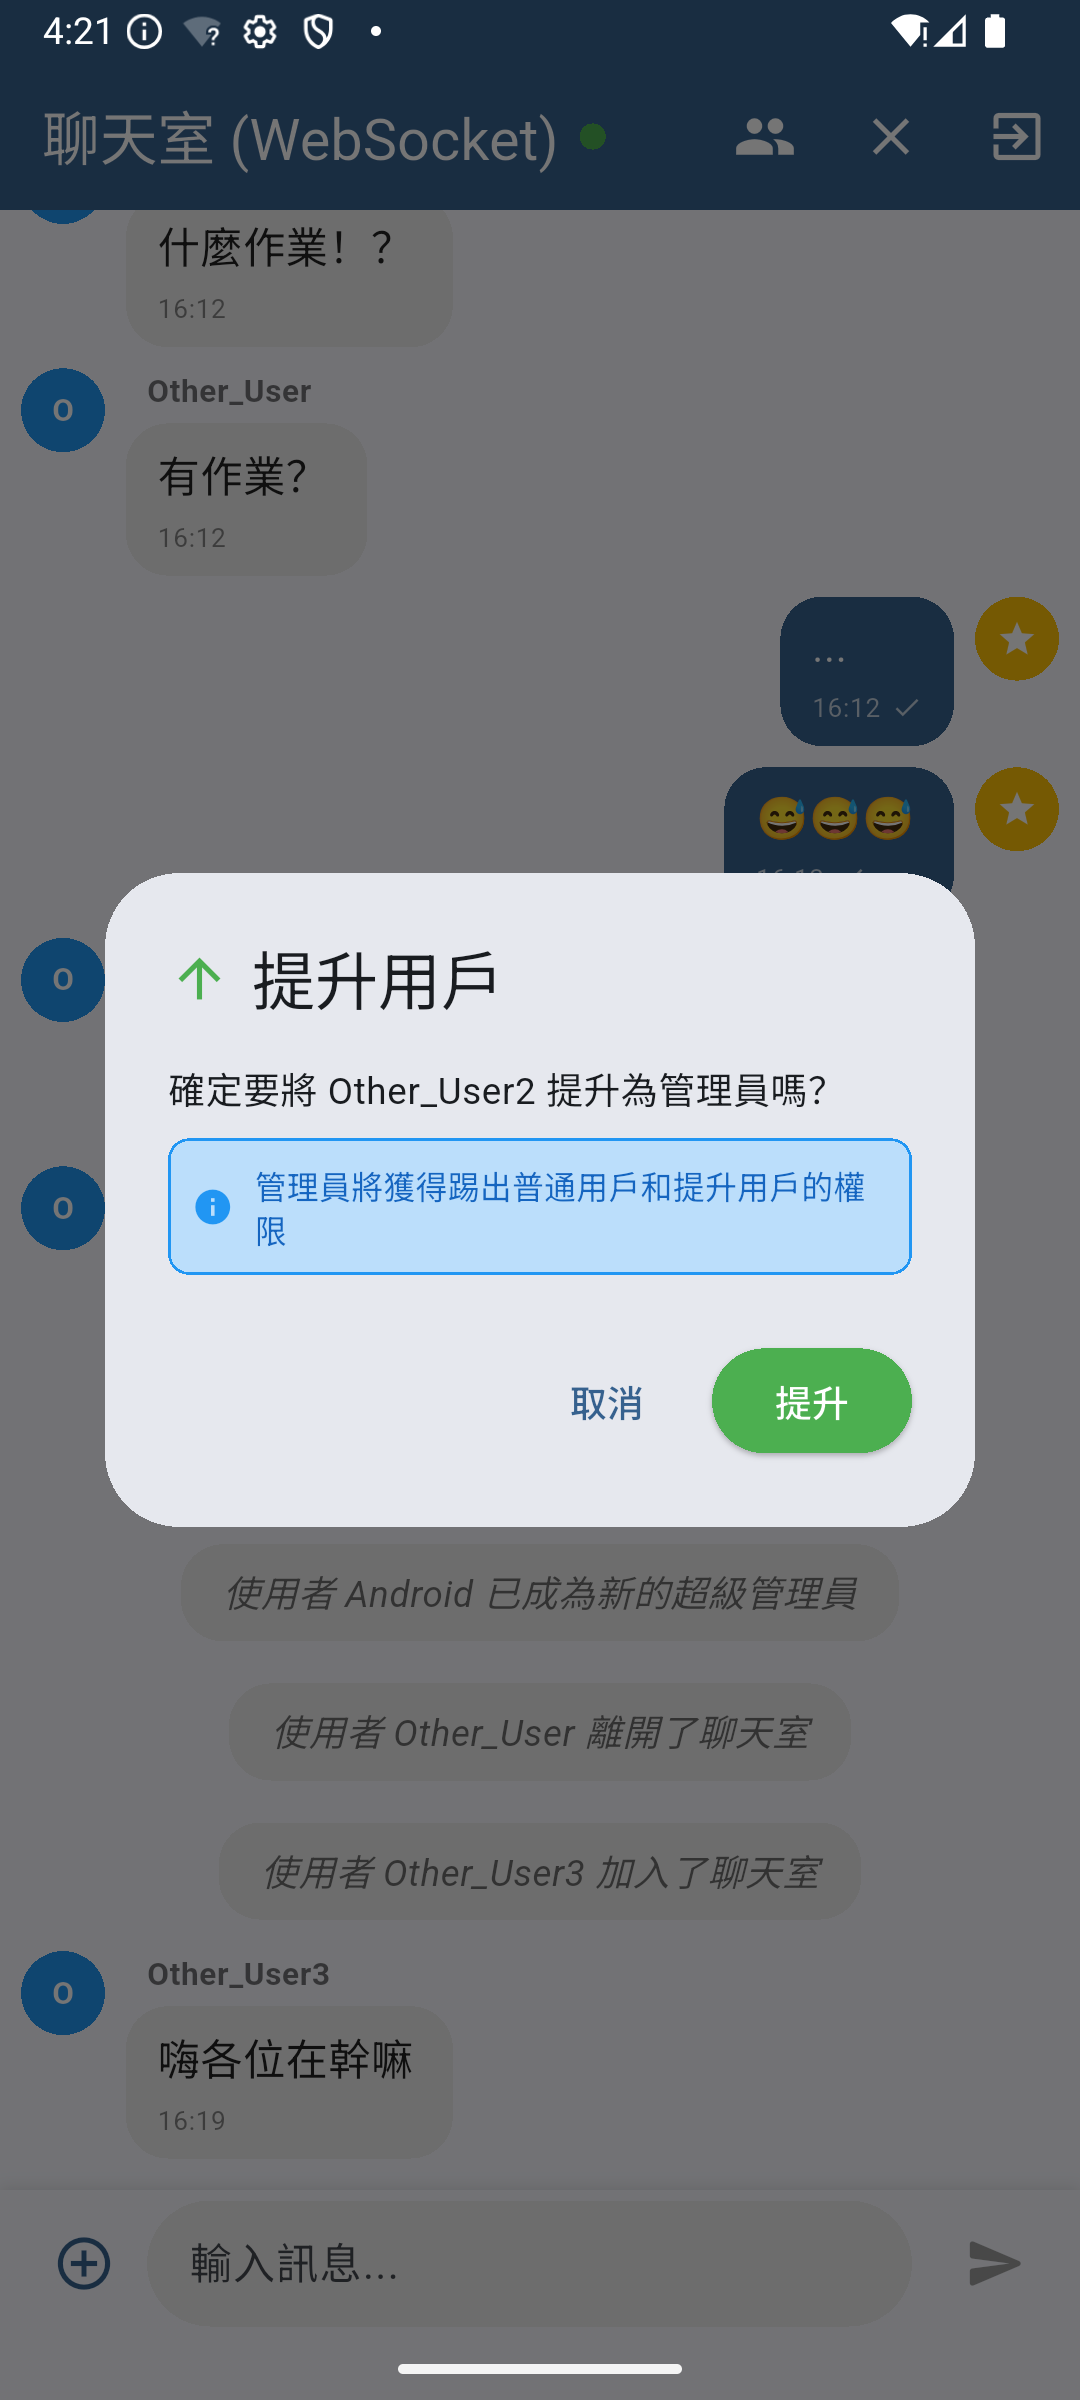 4:21
聊天室 (WebSocket)
什麼作業！？
16:12
Other_User
O
有作業?
16:12
...
16:12
😅😅😅
O
提升用戶
確定要將 Other_User2 提升為管理員嗎?
管理員將獲得踢出普通用戶和提升用戶的權
限
O
取消
提升
使用者 Android 已成為新的超級管理員
使用者 Other_User 離開了聊天室
使用者 Other_User3 加入了聊天室
Other_User3
O
嗨各位在幹嘛
16:19
輸入訊息...